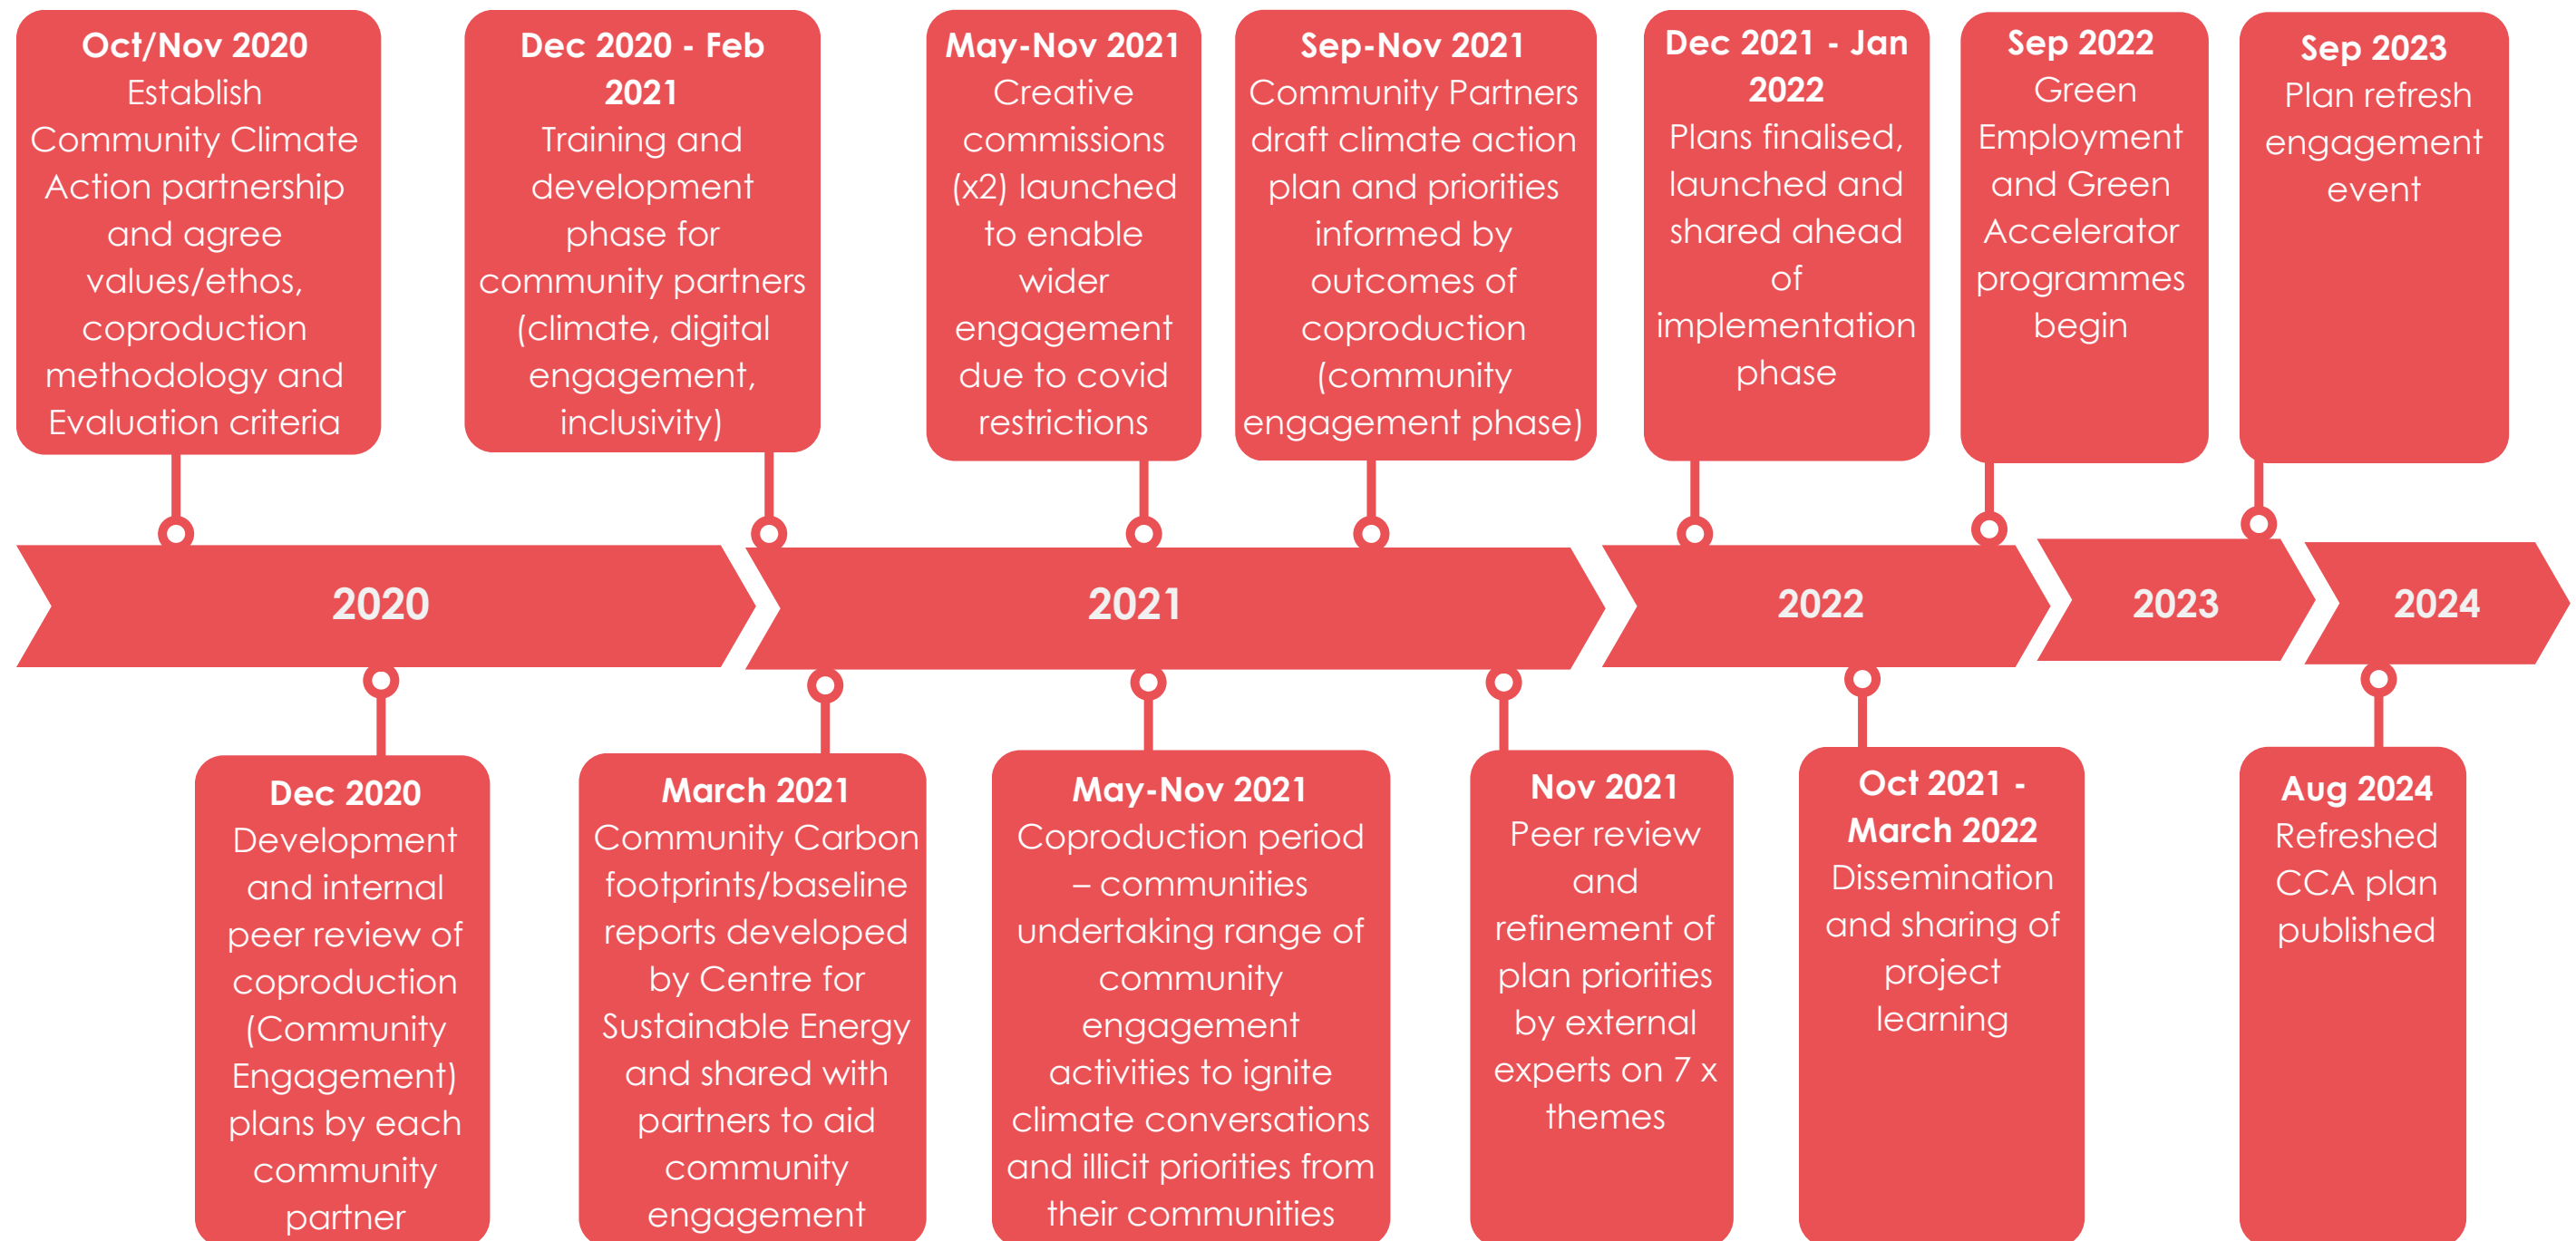 Oct/Nov 2020
Establish
Community Climate
Action partnership
and agree
values/ethos,
coproduction
methodology and
Evaluation criteria
Dec 2020 - Feb
2021
Training and
development
phase for
community partners
(climate, digital
engagement,
inclusivity)
May-Nov 2021
Creative
commissions
(x2) launched
to enable
wider
engagement
due to covid
restrictions
Sep-Nov 2021
Community Partners
draft climate action
plan and priorities
informed by
outcomes of
coproduction
(community
engagement phase)
Dec 2021 - Jan
2022
Plans finalised,
launched and
shared ahead
of
implementation
phase
Sep 2022
Green
Employment
and Green
Accelerator
programmes
begin
Sep 2023
Plan refresh
engagement
event
2020
2021
2022
2023
2024
Dec 2020
Development
and internal
peer review of
coproduction
(Community
Engagement)
plans by each
community
partner
March 2021
Community Carbon
footprints/baseline
reports developed
by Centre for
Sustainable Energy
and shared with
partners to aid
community
engagement
May-Nov 2021
Coproduction period
– communities
undertaking range of
community
engagement
activities to ignite
climate conversations
and illicit priorities from
their communities
Nov 2021
Peer review
and
refinement of
plan priorities
by external
experts on 7 x
themes
Oct 2021 -
March 2022
Dissemination
and sharing of
project
learning
Aug 2024
Refreshed
CCA plan
published